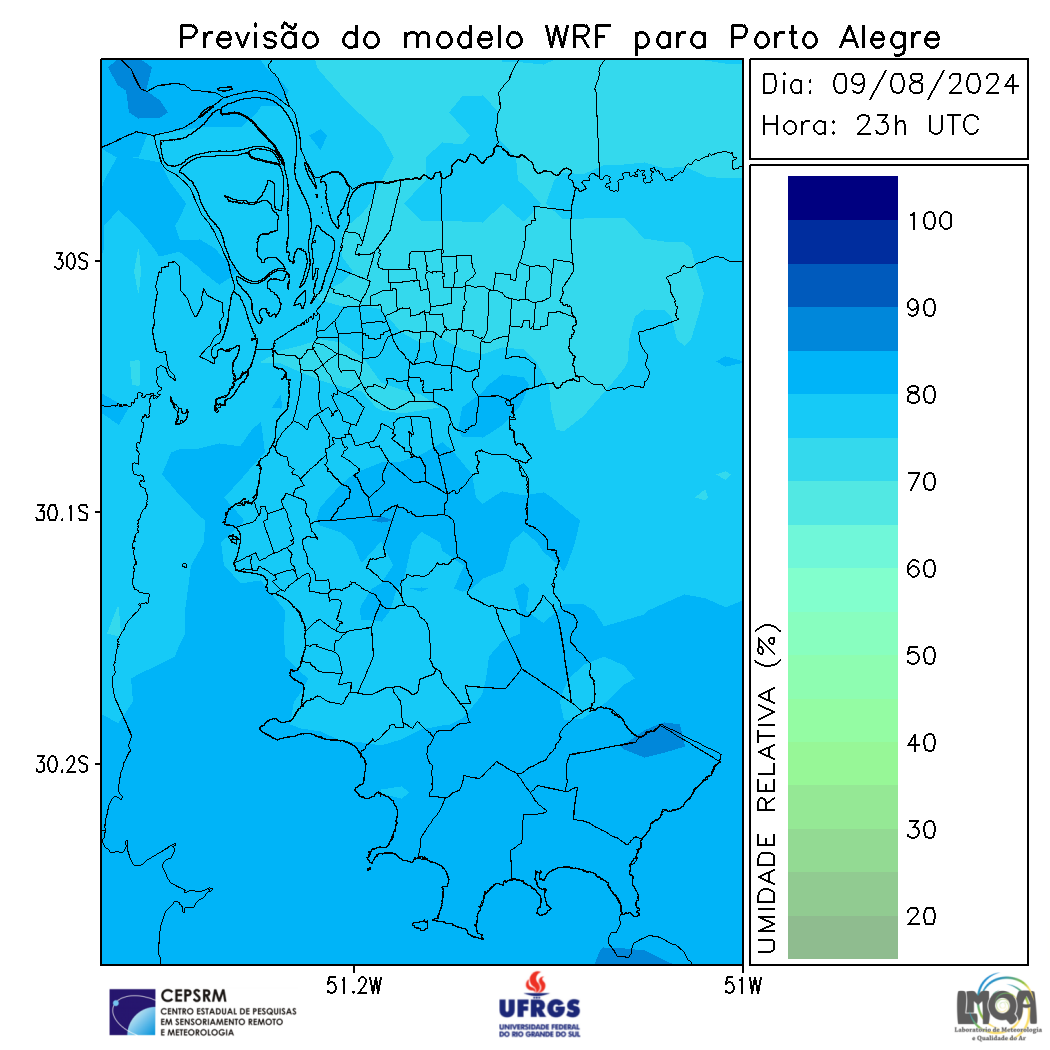 Previsão do modelo WRF para Porto Alegre
Dia: 09/08/2024
Hora: 23h UTC
100
90
80
70
60
50
40
30
20
UMIDADE RELATIVA (%)
30S
30.1S
30.2S
51.2W
51W
CEPSRM
CENTRO ESTADUAL DE PESQUISAS
EM SENSORIAMENTO REMOTO
E METEOROLOGIA
UFRGS
UNIVERSIDADE FEDERAL
DO RIO GRANDE DO SUL
LMQA
Laboratório de Meteorologia
e Qualidade do Ar